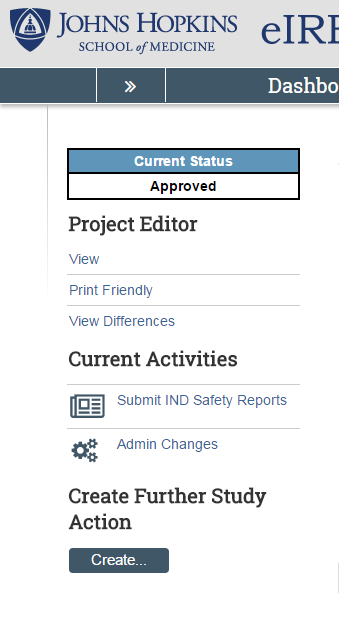 JOHNS HOPKINS
SCHOOL of MEDICINE
eIRB
»
Dashbo
Current Status
Approved
Project Editor
View
Print Friendly
View Differences
Current Activities
Submit IND Safety Reports
Admin Changes
Create Further Study
Action
Create...